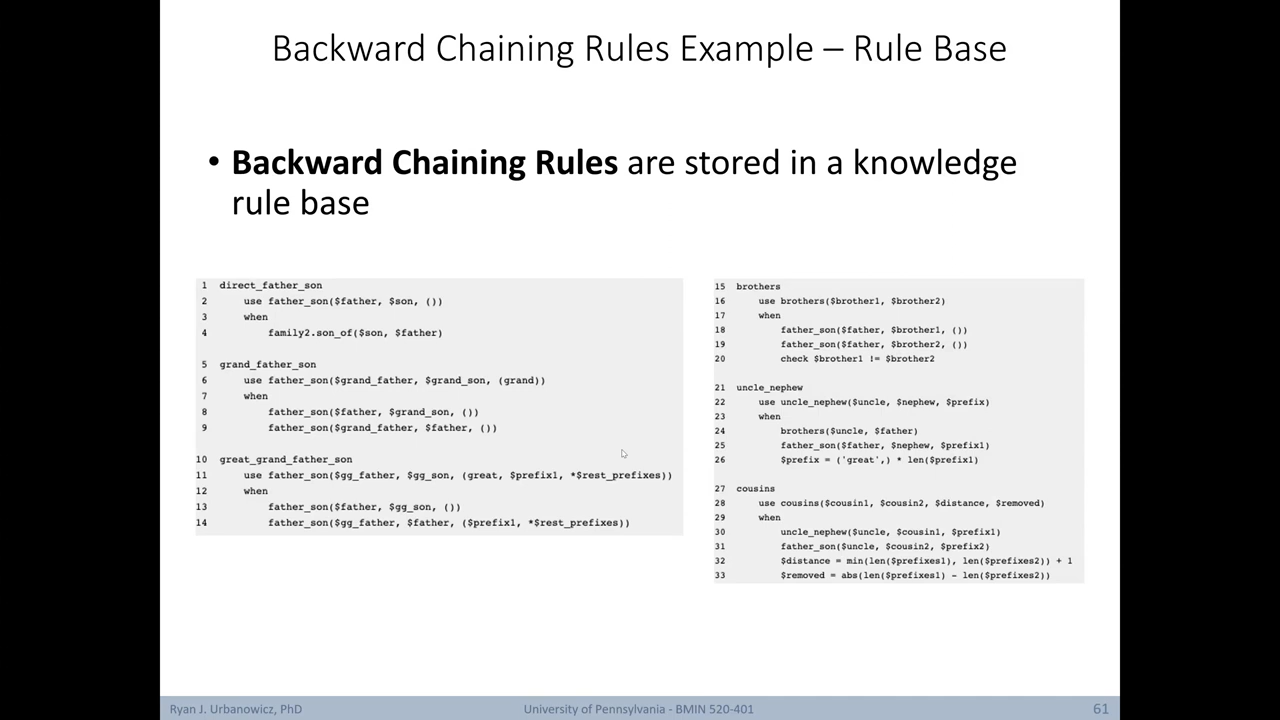 Backward Chaining Rules Example – Rule Base
• Backward Chaining Rules are stored in a knowledge
rule base
1 direct_father_son
2 use father_son($father, $son, ())
3 when
4 family2.son_of($son, $father)
5 grand_father_son
6 use father_son($grand_father, $grand_son, (grand))
7 when
8 father_son($father, $grand_son, ())
9 father_son($grand_father, $father, ())
10 great_grand_father_son
11 use father_son($gg_father, $gg_son, (great, $prefix1, *$rest_prefixes))
12 when
13 father_son($father, $gg_son, ())
14 father_son($gg_father, $father, ($prefix1, *$rest_prefixes))
15 brothers
16 use brothers($brother1, $brother2)
17 when
18 father_son($father, $brother1, ())
19 father_son($father, $brother2, ())
20 check $brother1 != $brother2
21 uncle_nephew
22 use uncle_nephew($uncle, $nephew, $prefix)
23 when
24 brothers($uncle, $father)
25 father_son($father, $nephew, $prefix1)
26 $prefix = ('great',) * len($prefix1)
27 cousins
28 use cousins($cousin1, $cousin2, $distance, $removed)
29 when
30 uncle_nephew($uncle, $cousin1, $prefix1)
31 father_son($uncle, $cousin2, $prefix2)
32 $distance = min(len($prefixes1), len($prefixes2)) + 1
33 $removed = abs(len($prefixes1) - len($prefixes2))
Ryan J. Urbanowicz, PhD
University of Pennsylvania - BMIN 520-401
61